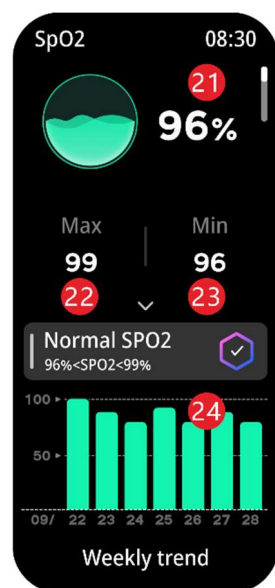 SpO2 08:30
21
96%
Max Min
99 96
22 23
Normal SPO2
96%<SPO2<99%
24
100
50
09/ 22 23 24 25 26 27 28
Weekly trend